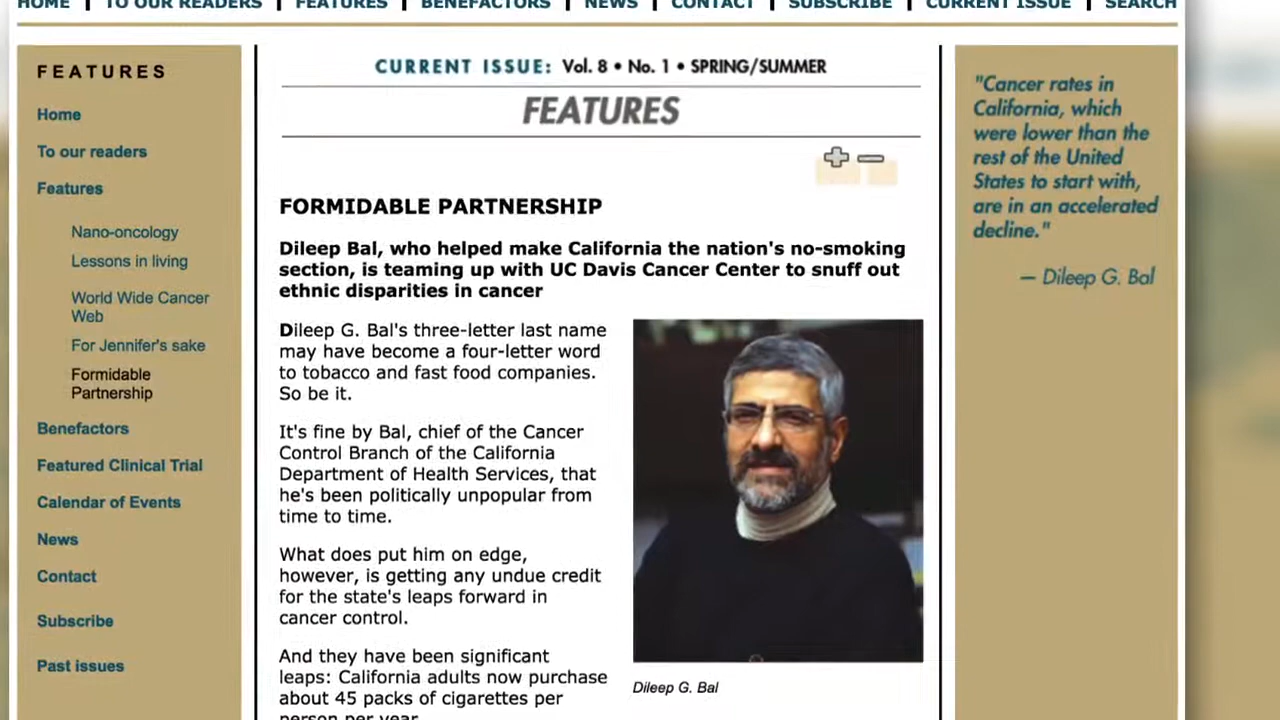 HOME TO OUR READERS FEATURES BENEFACTORS NEWS CONTACT SUBSCRIBE CURRENT ISSUE SEARCH
FEATURES
Home
To our readers
Features
Nano-oncology
Lessons in living
World Wide Cancer
Web
For Jennifer's sake
Formidable
Partnership
Benefactors
Featured Clinical Trial
Calendar of Events
News
Contact
Subscribe
Past issues
CURRENT ISSUE: Vol. 8 • No. 1 • SPRING/SUMMER
FEATURES
FORMIDABLE PARTNERSHIP
Dileep Bal, who helped make California the nation's no-smoking
section, is teaming up with UC Davis Cancer Center to snuff out
ethnic disparities in cancer
Dileep G. Bal's three-letter last name
may have become a four-letter word
to tobacco and fast food companies.
So be it.
It's fine by Bal, chief of the Cancer
Control Branch of the California
Department of Health Services, that
he's been politically unpopular from
time to time.
What does put him on edge,
however, is getting any undue credit
for the state's leaps forward in
cancer control.
And they have been significant
leaps: California adults now purchase
about 45 packs of cigarettes per
person per year
Dileep G. Bal
"Cancer rates in
California, which
were lower than the
rest of the United
States to start with,
are in an accelerated
decline."
— Dileep G. Bal